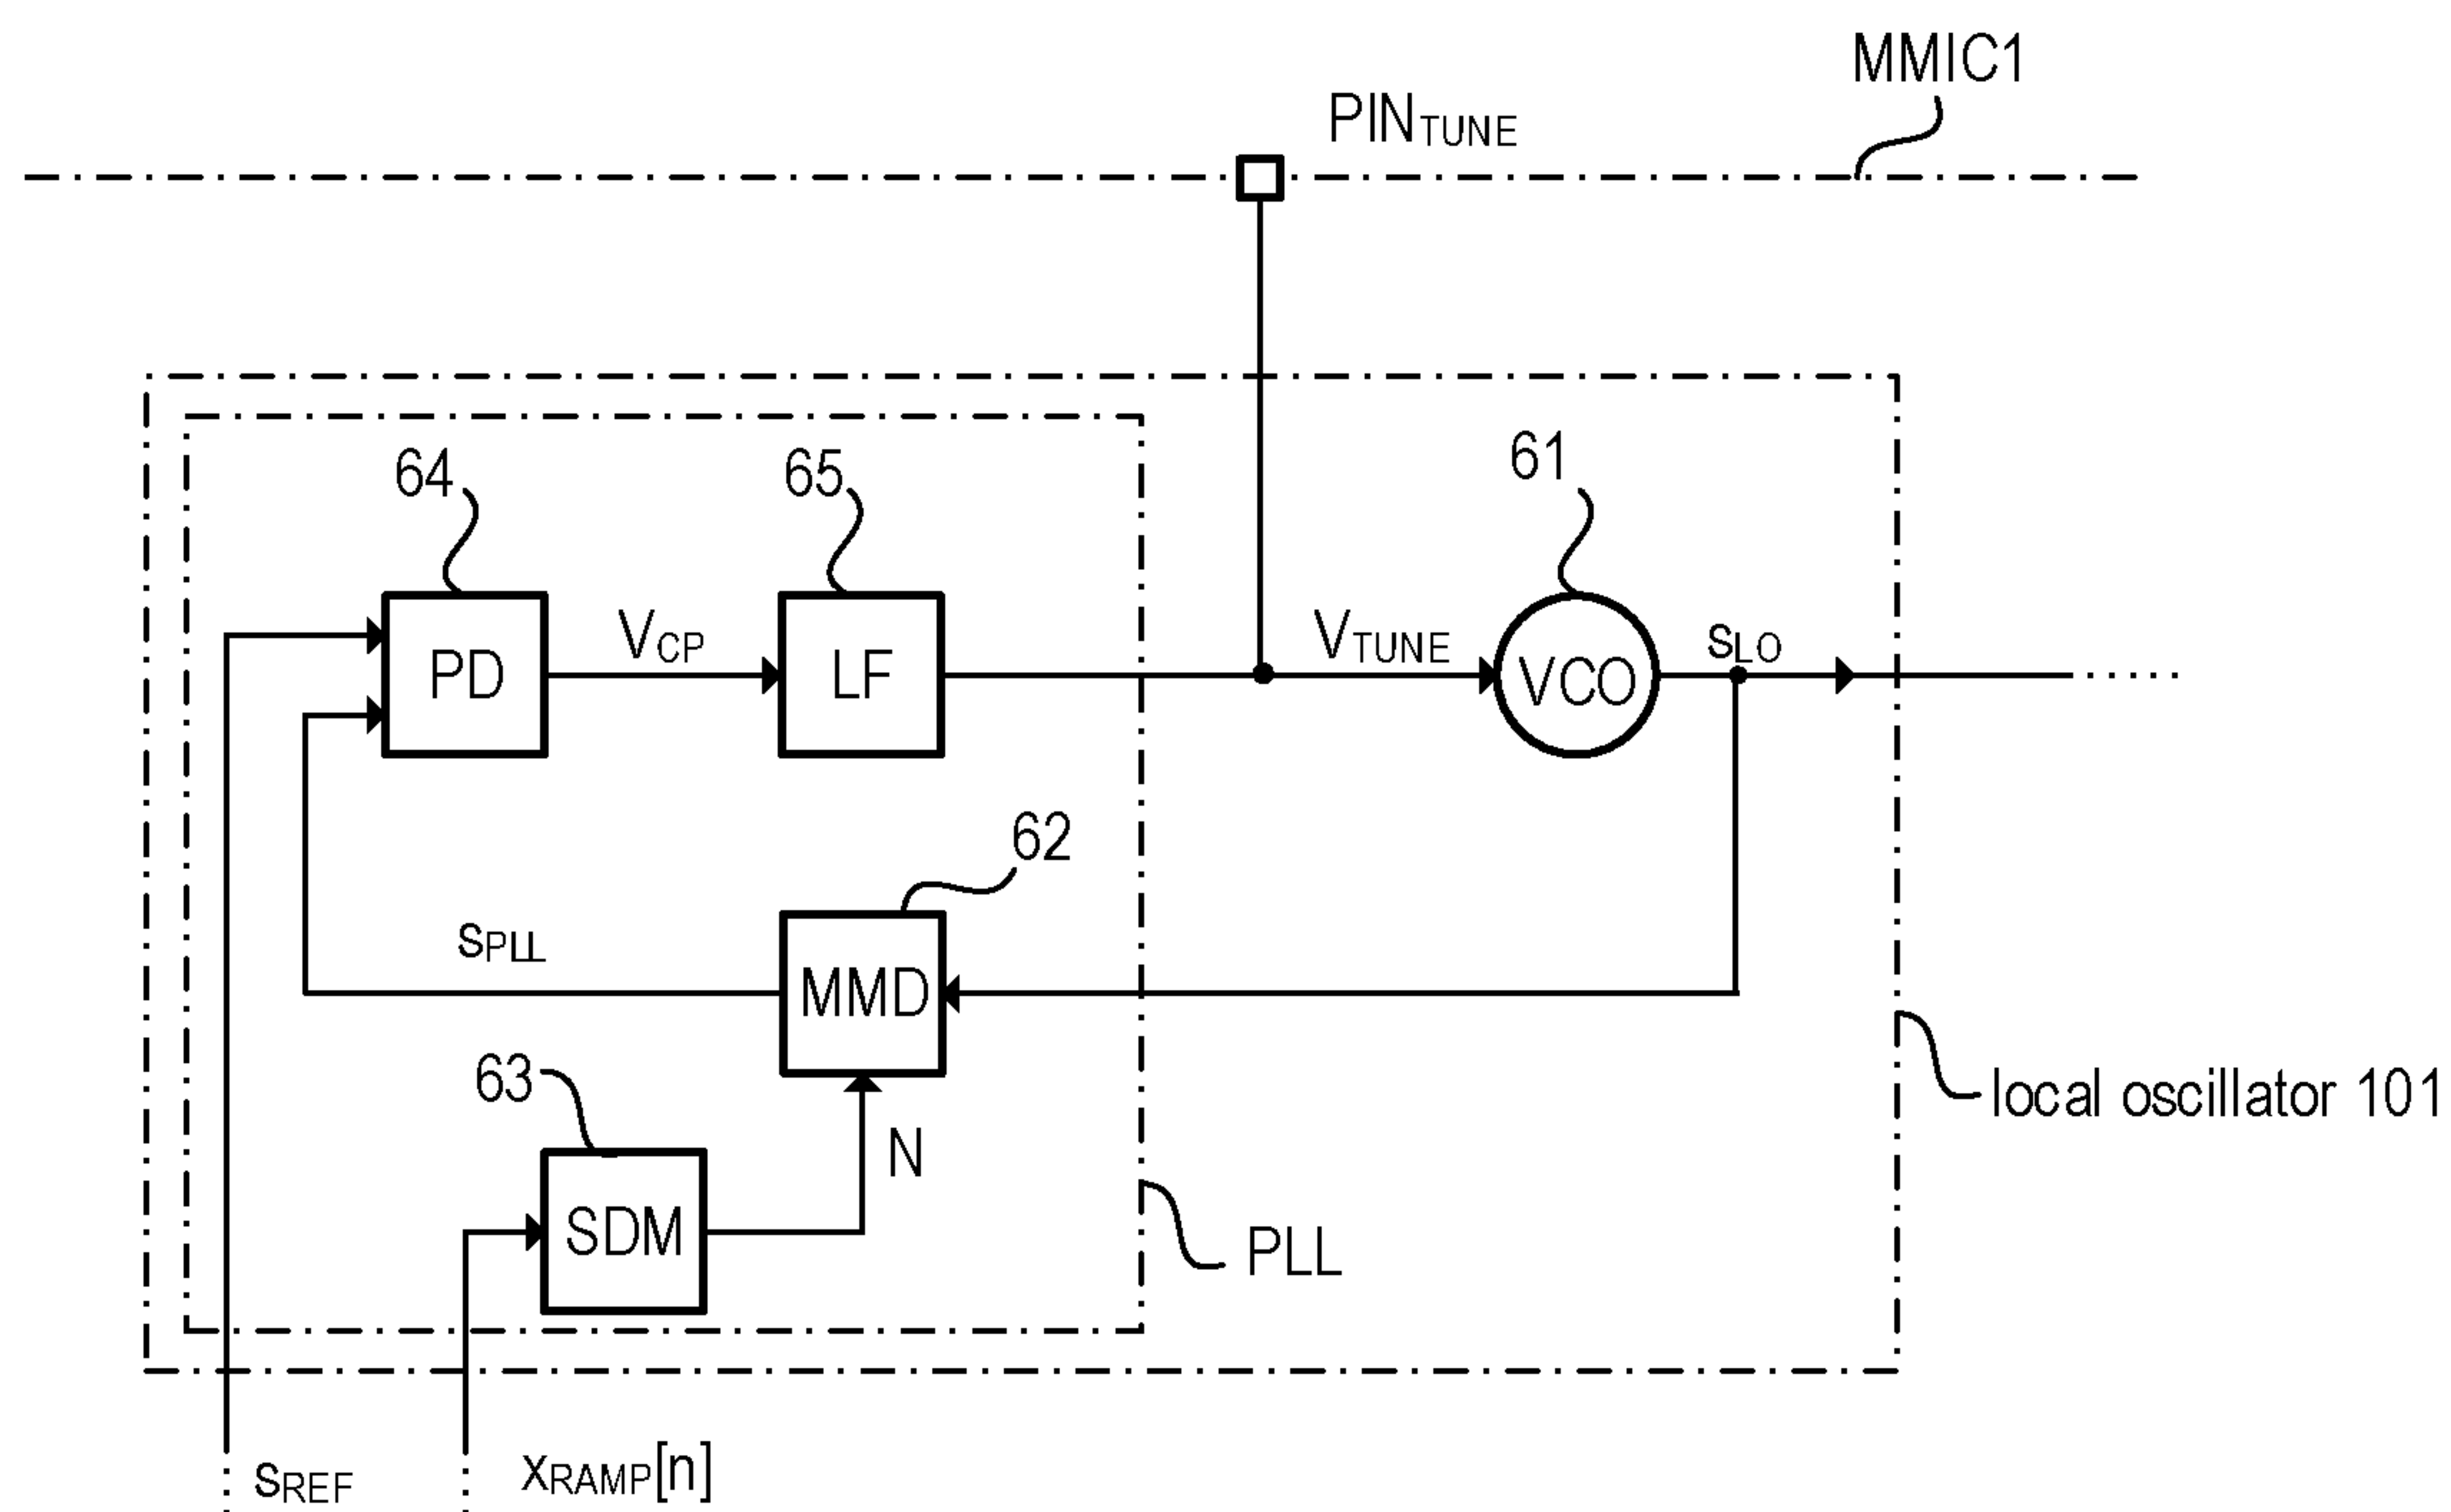 MMIC1
PINTUNE
64
65
61
PD
VCP
LF
VTUNE
VCO
sLO
62
sPLL
MMD
63
N
local oscillator 101
SDM
PLL
sREF
xRAMP[n]